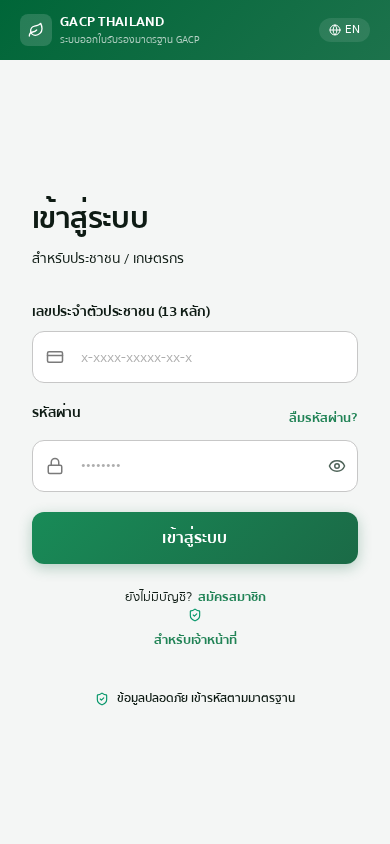 GACP THAILAND
ระบบออกใบรับรองมาตรฐาน GACP
EN
เข้าสู่ระบบ
สำหรับประชาชน / เกษตรกร
เลขประจำตัวประชาชน (13 หลัก)
x-xxxx-xxxxx-xx-x
รหัสผ่าน
ลืมรหัสผ่าน?
••••••••
เข้าสู่ระบบ
ยังไม่มีบัญชี? สมัครสมาชิก
สำหรับเจ้าหน้าที่
ข้อมูลปลอดภัย เข้ารหัสตามมาตรฐาน